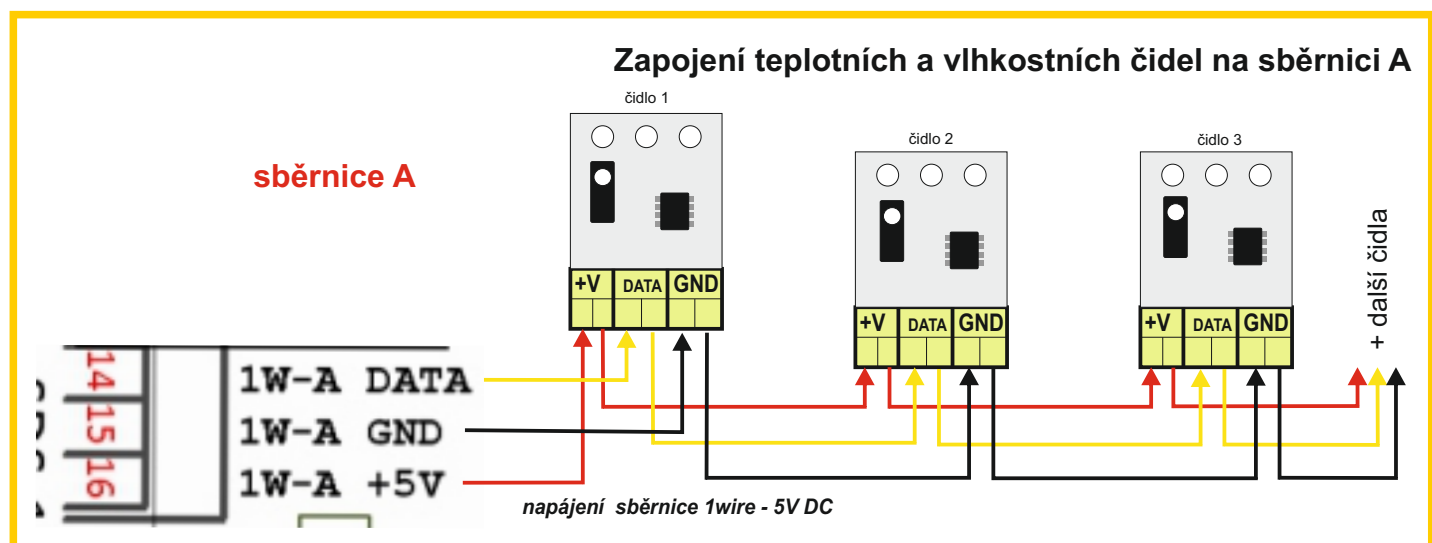 Zapojení teplotních a vlhkostních čidel na sběrnici A
čidlo 1
čidlo 2
čidlo 3
sběrnice A
+V DATA GND
+V DATA GND
+V DATA GND
+ další čidla
14
15
16
1W-A DATA
1W-A GND
1W-A +5V
napájení sběrnice 1wire - 5V DC